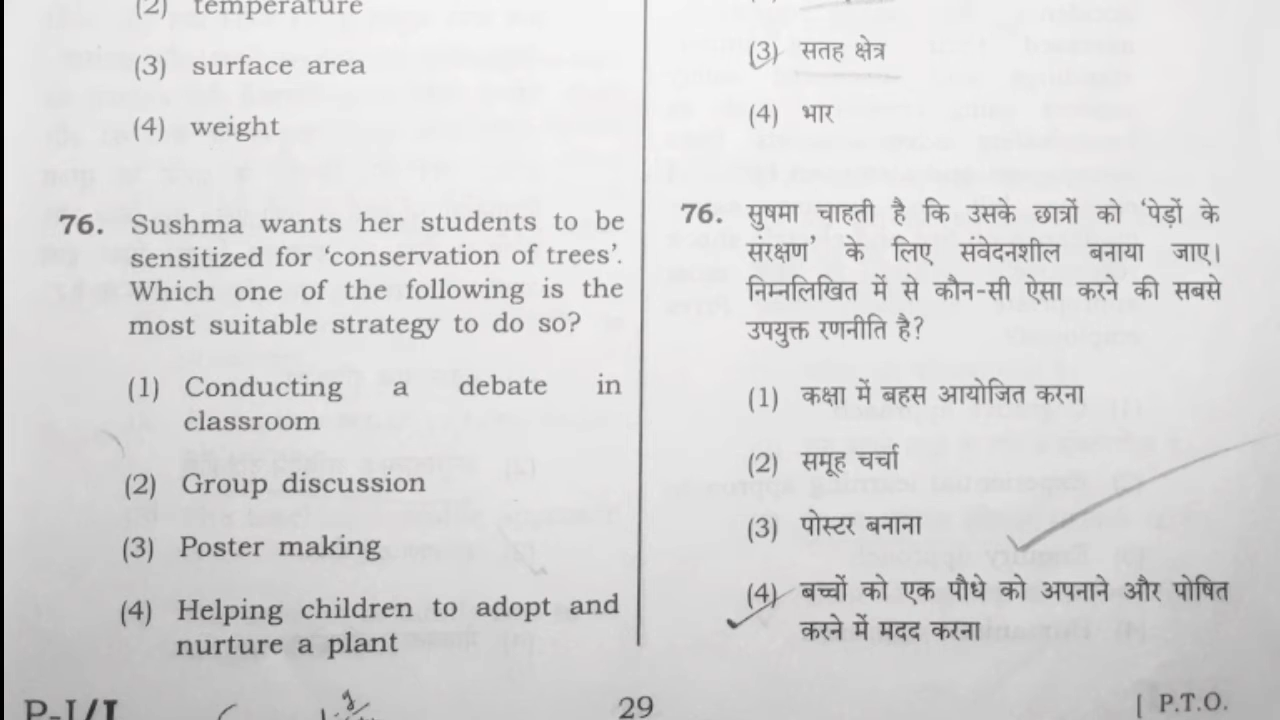 (2) temperature
(3) surface area
(4) weight
76. Sushma wants her students to be
sensitized for ‘conservation of trees’.
Which one of the following is the
most suitable strategy to do so?
(1) Conducting a debate in
classroom
(2) Group discussion
(3) Poster making
(4) Helping children to adopt and
nurture a plant
(3) सतह क्षेत्र
(4) भार
76. सुषमा चाहती है कि उसके छात्रों को ‘पेड़ों के
संरक्षण’ के लिए संवेदनशील बनाया जाए।
निम्नलिखित में से कौन-सी ऐसा करने की सबसे
उपयुक्त रणनीति है?
(1) कक्षा में बहस आयोजित करना
(2) समूह चर्चा
(3) पोस्टर बनाना
(4) बच्चों को एक पौधे को अपनाने और पोषित
करने में मदद करना
P-I/I
29
[ P.T.O.